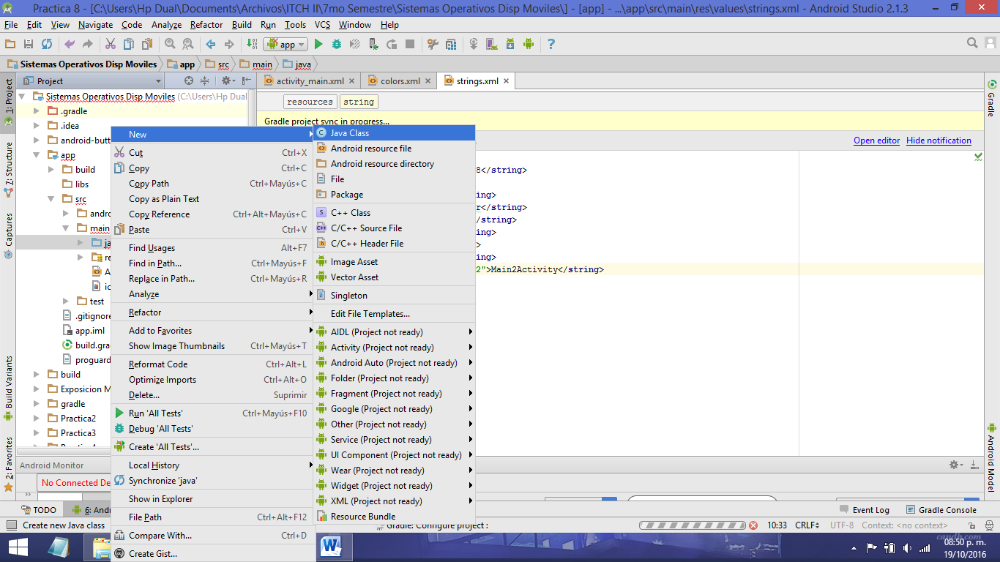 Practica 8 - [C:\Users\Hp Dual\Documents\Archivos\ITCH II\7mo Semestre\Sistemas Operativos Disp Moviles\] - [app] - ...\app\src\main\res\values\strings.xml - Android Studio 2.1.3
File Edit View Navigate Code Analyze Refactor Build Run Tools VCS Window Help
app
Sistemas Operativos Disp Moviles app src main java
1: Project
7: Structure
Captures
Build Variants
2: Favorites
Project
Sistemas Operativos Disp Moviles (C:\Users\Hp Dual
.gradle
.idea
android-butt
app
build
libs
src
andro
main
ja
re
A
ic
test
.gitignore
app.iml
build.grad
proguard
build
Exposicion M
gradle
Practica2
Practica3
activity_main.xml colors.xml strings.xml
resources string
Gradle project sync in progress...
Open editor Hide notification
8</string>
ing>
r</string>
</string>
ing>
>
ing>
2">Main2Activity</string>
New
Cut Ctrl+X
Copy Ctrl+C
Copy Path Ctrl+Mayús+C
Copy as Plain Text
Copy Reference Ctrl+Alt+Mayús+C
Paste Ctrl+V
Find Usages Alt+F7
Find in Path... Ctrl+Mayús+F
Replace in Path... Ctrl+Mayús+R
Analyze
Refactor
Add to Favorites
Show Image Thumbnails Ctrl+Mayús+T
Reformat Code Ctrl+Alt+L
Optimize Imports Ctrl+Alt+O
Delete... Suprimir
Run 'All Tests' Ctrl+Mayús+F10
Debug 'All Tests'
Create 'All Tests'...
Local History
Synchronize 'java'
Show in Explorer
File Path Ctrl+Alt+F12
Compare With... Ctrl+D
Create Gist...
Java Class
Android resource file
Android resource directory
File
Package
C++ Class
C/C++ Source File
C/C++ Header File
Image Asset
Vector Asset
Singleton
Edit File Templates...
AIDL (Project not ready)
Activity (Project not ready)
Android Auto (Project not ready)
Folder (Project not ready)
Fragment (Project not ready)
Google (Project not ready)
Other (Project not ready)
Service (Project not ready)
UI Component (Project not ready)
Wear (Project not ready)
Widget (Project not ready)
XML (Project not ready)
Resource Bundle
Gradle
Android Model
Android Monitor
No Connected De
TODO 6: Andr Event Log Gradle Console
Create new Java class Gradle: Configure project : 10:33 CRLF÷ UTF-8 Context: <no context>
candh.com
08:50 p. m.
19/10/2016